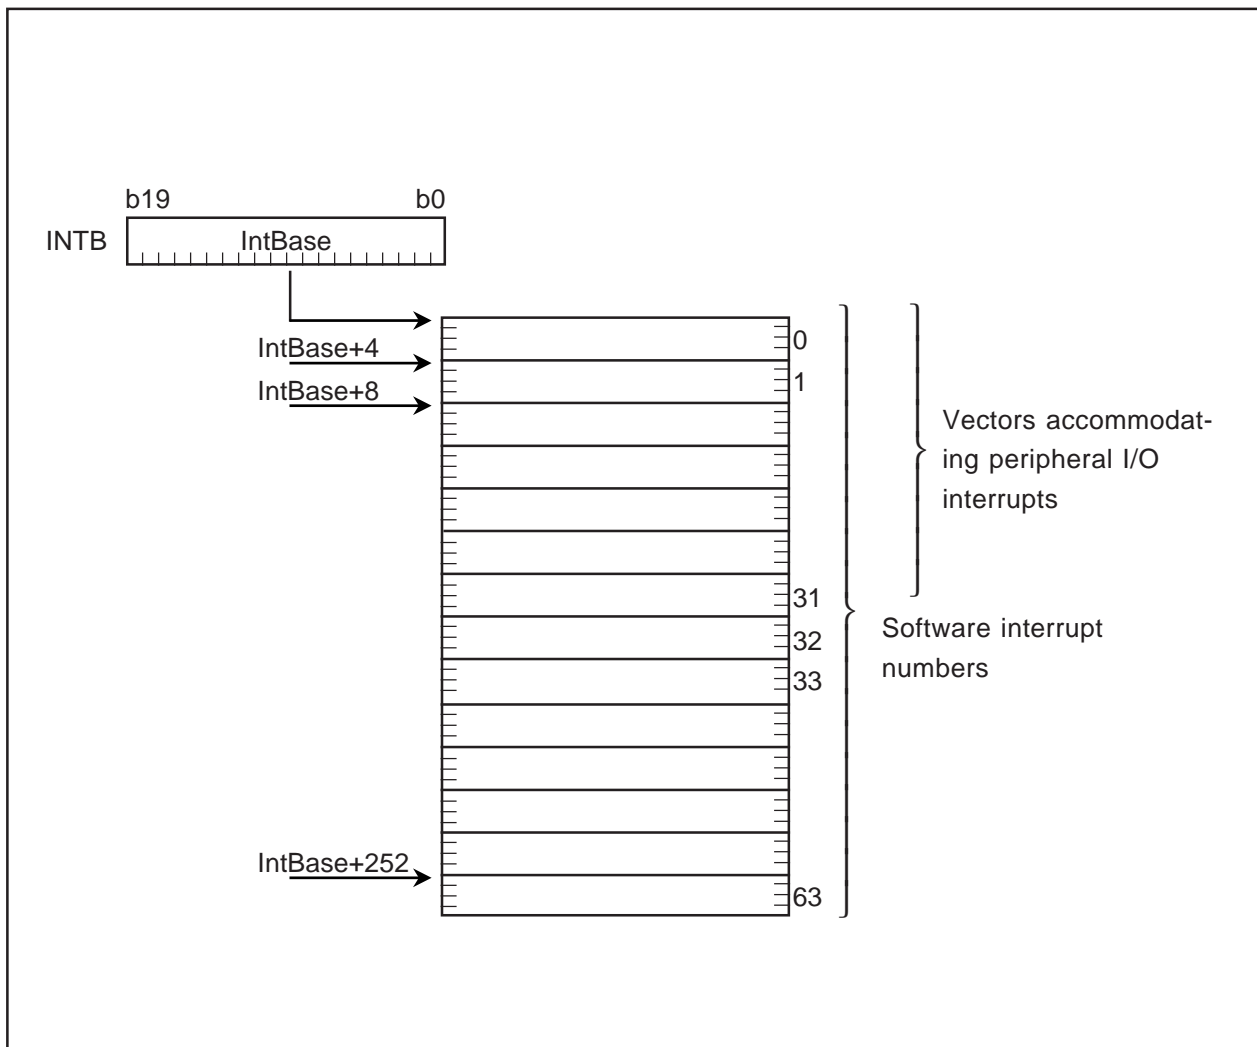 b19 b0
INTB IntBase
IntBase+4
IntBase+8
IntBase+252
0
1
31
32
33
63
Vectors accommodat-
ing peripheral I/O
interrupts
Software interrupt
numbers